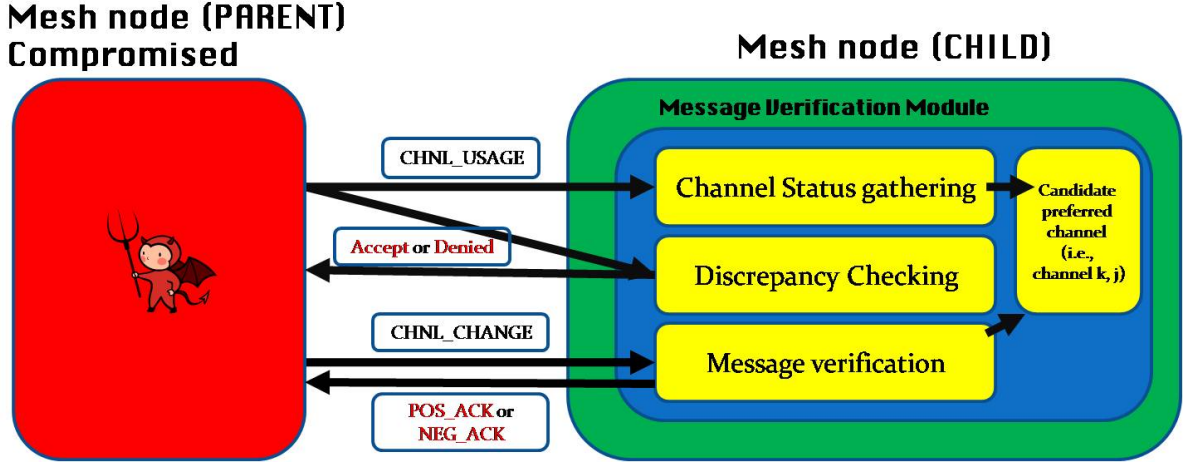 Mesh node (PARENT)
Compromised
Mesh node (CHILD)
Message Verification Module
CHNL_USAGE
Channel Status gathering
Candidate
preferred
channel
(i.e.,
channel k, j)
Accept or Denied
Discrepancy Checking
CHNL_CHANGE
Message verification
POS_ACK or
NEG_ACK